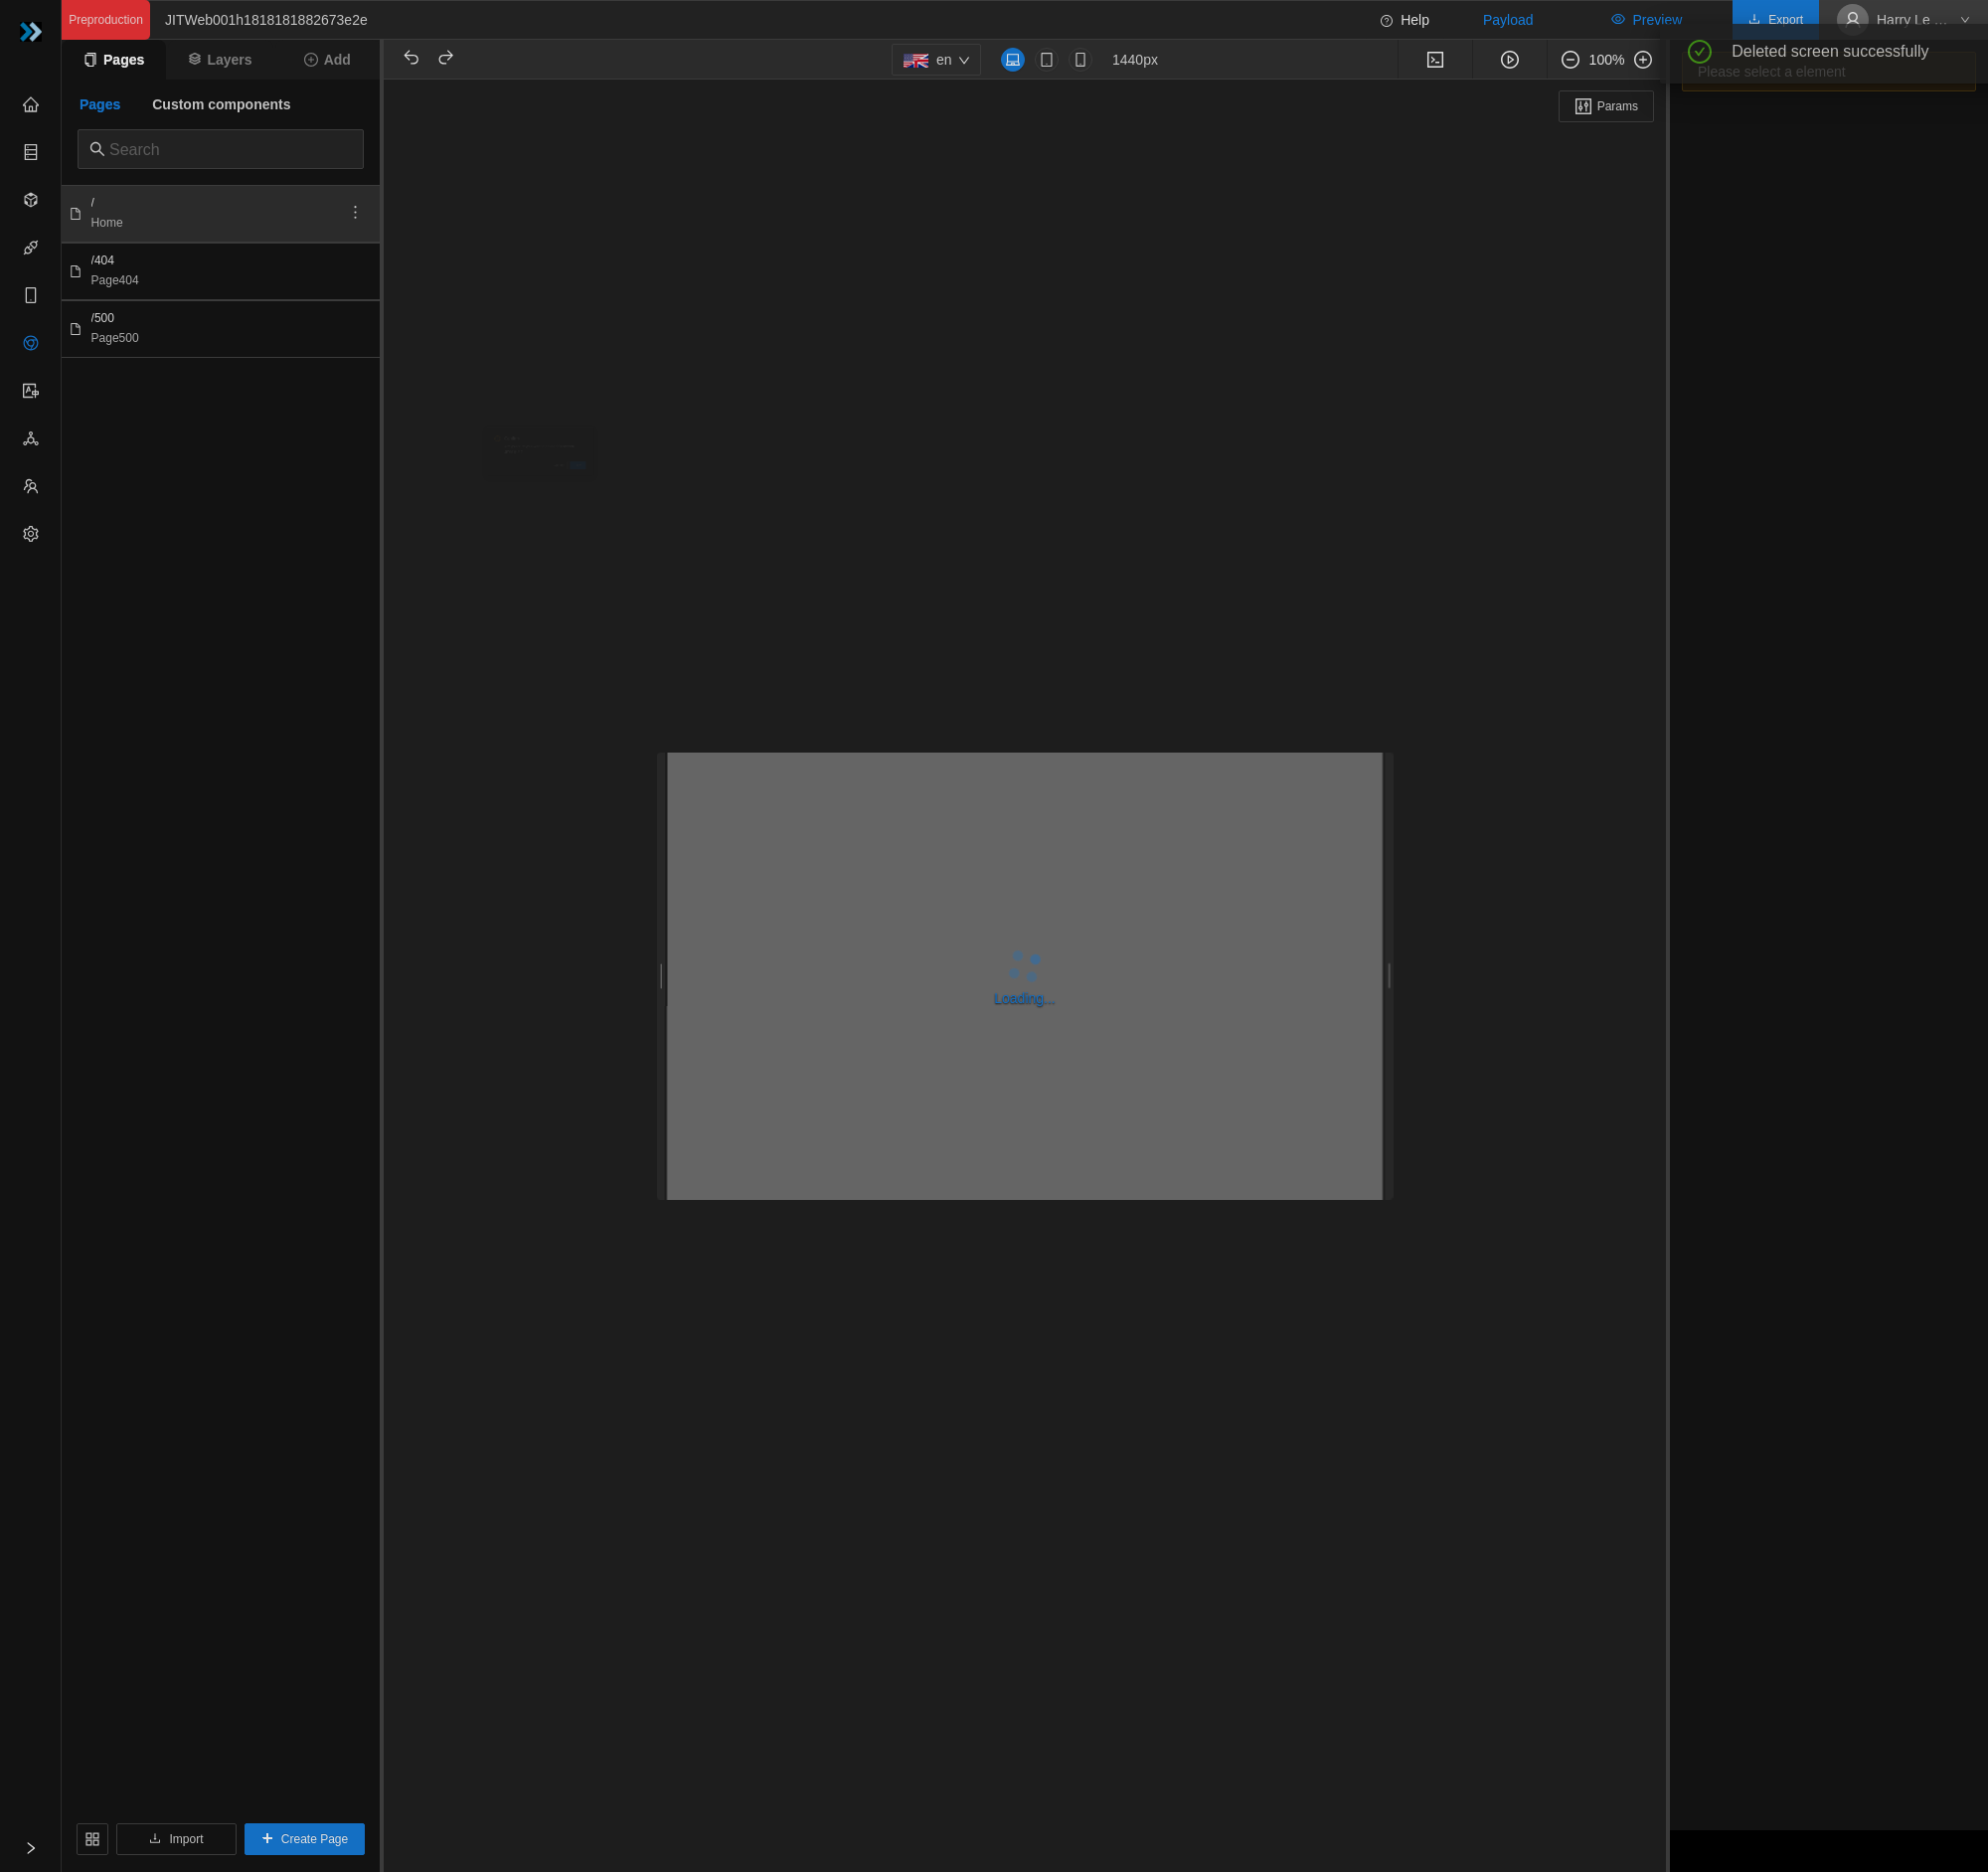 Preproduction
JITWeb001h1818181882673e2e
Help
Payload
Preview
Export
Harry Le ...
Pages
Layers
Add
en
1440px
100%
Deleted screen successfully
Please select a element
Pages
Custom components
Params
Search
/
Home
/404
Page404
/500
Page500
Loading...
Import
Create Page